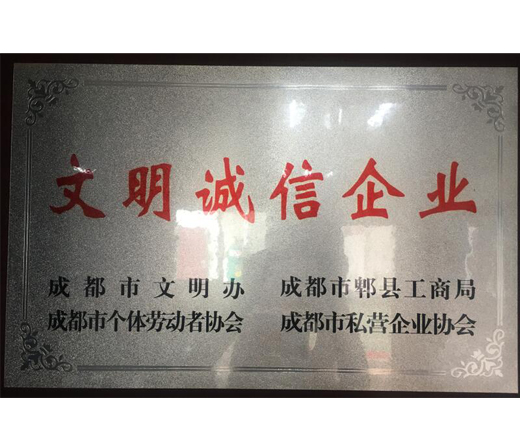 文明诚信企业
成都市文明办 成都市郫县工商局
成都市个体劳动者协会 成都市私营企业协会